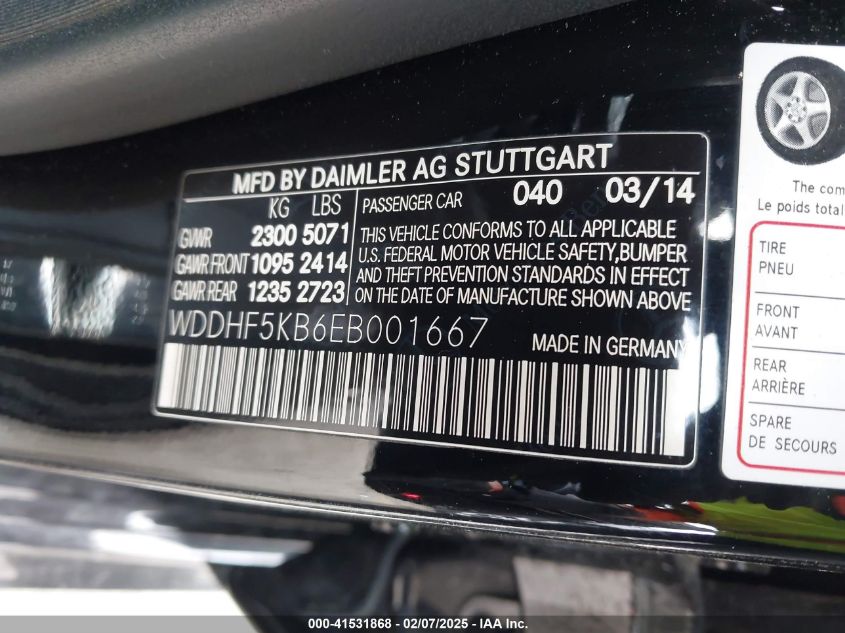 MFD BY DAIMLER AG STUTTGART
KG LBS
GVWR 2300 5071
GAWR FRONT 1095 2414
GAWR REAR 1235 2723
PASSENGER CAR 040 03/14
THIS VEHICLE CONFORMS TO ALL APPLICABLE
U.S. FEDERAL MOTOR VEHICLE SAFETY,BUMPER
AND THEFT PREVENTION STANDARDS IN EFFECT
ON DATE OF MANUFACTURE SHOWN ABOVE
WDDHF5KB6EB001667
MADE IN GERMANY
The com
Le poids total
TIRE
PNEU
FRONT
AVANT
REAR
ARRIÈRE
SPARE
DE SECOURS
000-41531868 - 02/07/2025 - IAA Inc.